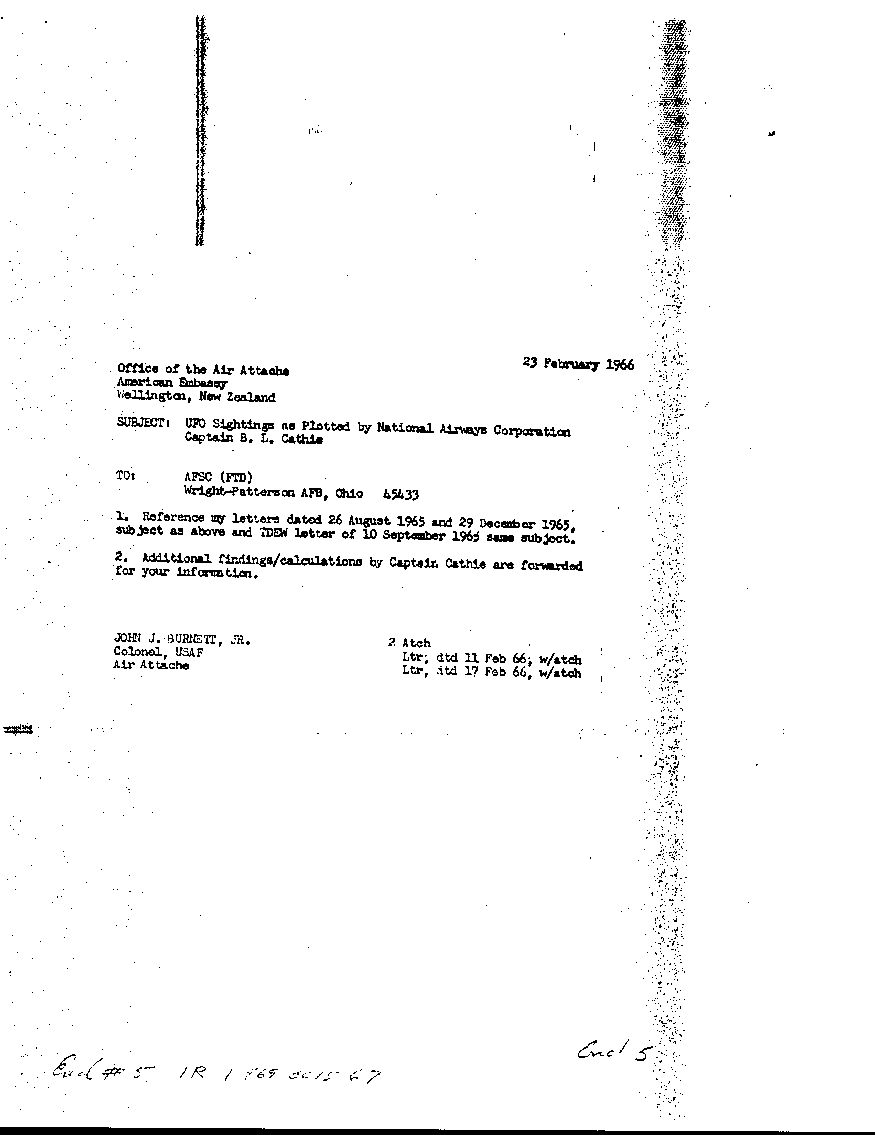 23 February 1966
Office of the Air Attache
American Embassy
Wellington, New Zealand
SUBJECT: UFO Sightings as Plotted by National Airways Corporation
Captain B. L. Cathie
TO: AFSC (FTD)
Wright-Patterson AFB, Ohio 45433
1. Reference my letters dated 26 August 1965 and 29 December 1965,
subject as above and TDEW letter of 10 September 1965 same subject.
2. Additional findings/calculations by Captain Cathie are forwarded
for your information.
JOHN J. BURNETT, JR.
Colonel, USAF
Air Attache
2 Atch
Ltr; dtd 11 Feb 66; w/atch
Ltr, dtd 17 Feb 66, w/atch
Encl 5
Encl # 5 IR 1 67